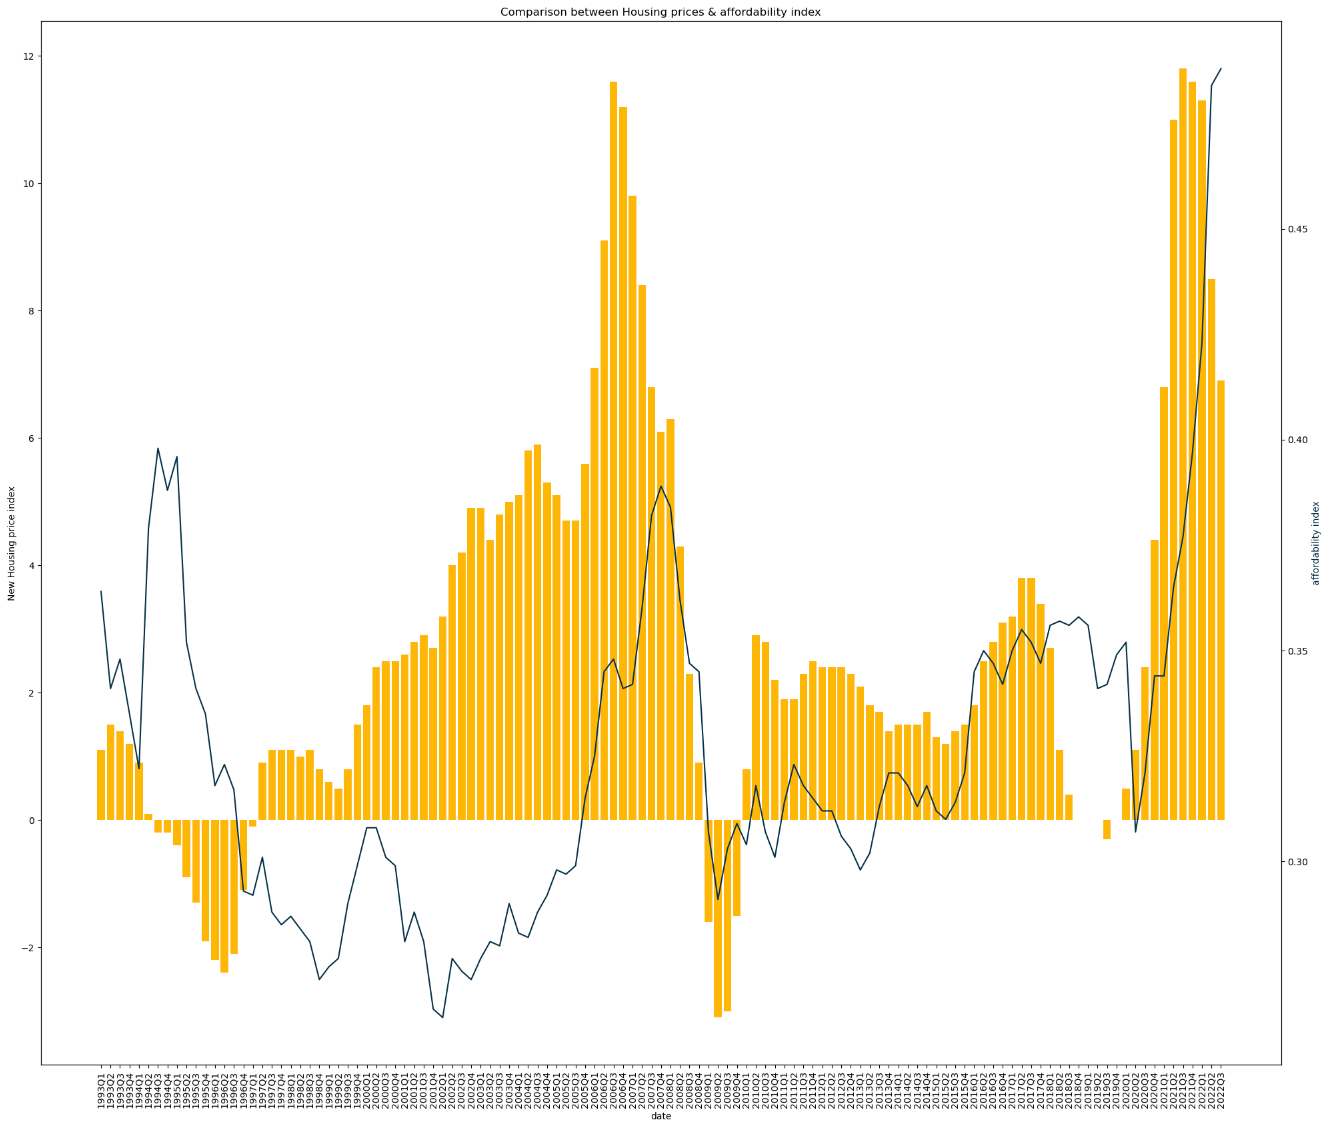 Comparison between Housing prices & affordability index
12
10
8
6
4
2
0
−2
New Housing price index
0.45
0.40
0.35
0.30
affordability index
1993Q1
1993Q2
1993Q3
1993Q4
1994Q1
1994Q2
1994Q3
1994Q4
1995Q1
1995Q2
1995Q3
1995Q4
1996Q1
1996Q2
1996Q3
1996Q4
1997Q1
1997Q2
1997Q3
1997Q4
1998Q1
1998Q2
1998Q3
1998Q4
1999Q1
1999Q2
1999Q3
1999Q4
2000Q1
2000Q2
2000Q3
2000Q4
2001Q1
2001Q2
2001Q3
2001Q4
2002Q1
2002Q2
2002Q3
2002Q4
2003Q1
2003Q2
2003Q3
2003Q4
2004Q1
2004Q2
2004Q3
2004Q4
2005Q1
2005Q2
2005Q3
2005Q4
2006Q1
2006Q2
2006Q3
2006Q4
2007Q1
2007Q2
2007Q3
2007Q4
2008Q1
2008Q2
2008Q3
2008Q4
2009Q1
2009Q2
2009Q3
2009Q4
2010Q1
2010Q2
2010Q3
2010Q4
2011Q1
2011Q2
2011Q3
2011Q4
2012Q1
2012Q2
2012Q3
2012Q4
2013Q1
2013Q2
2013Q3
2013Q4
2014Q1
2014Q2
2014Q3
2014Q4
2015Q1
2015Q2
2015Q3
2015Q4
2016Q1
2016Q2
2016Q3
2016Q4
2017Q1
2017Q2
2017Q3
2017Q4
2018Q1
2018Q2
2018Q3
2018Q4
2019Q1
2019Q2
2019Q3
2019Q4
2020Q1
2020Q2
2020Q3
2020Q4
2021Q1
2021Q2
2021Q3
2021Q4
2022Q1
2022Q2
2022Q3
date